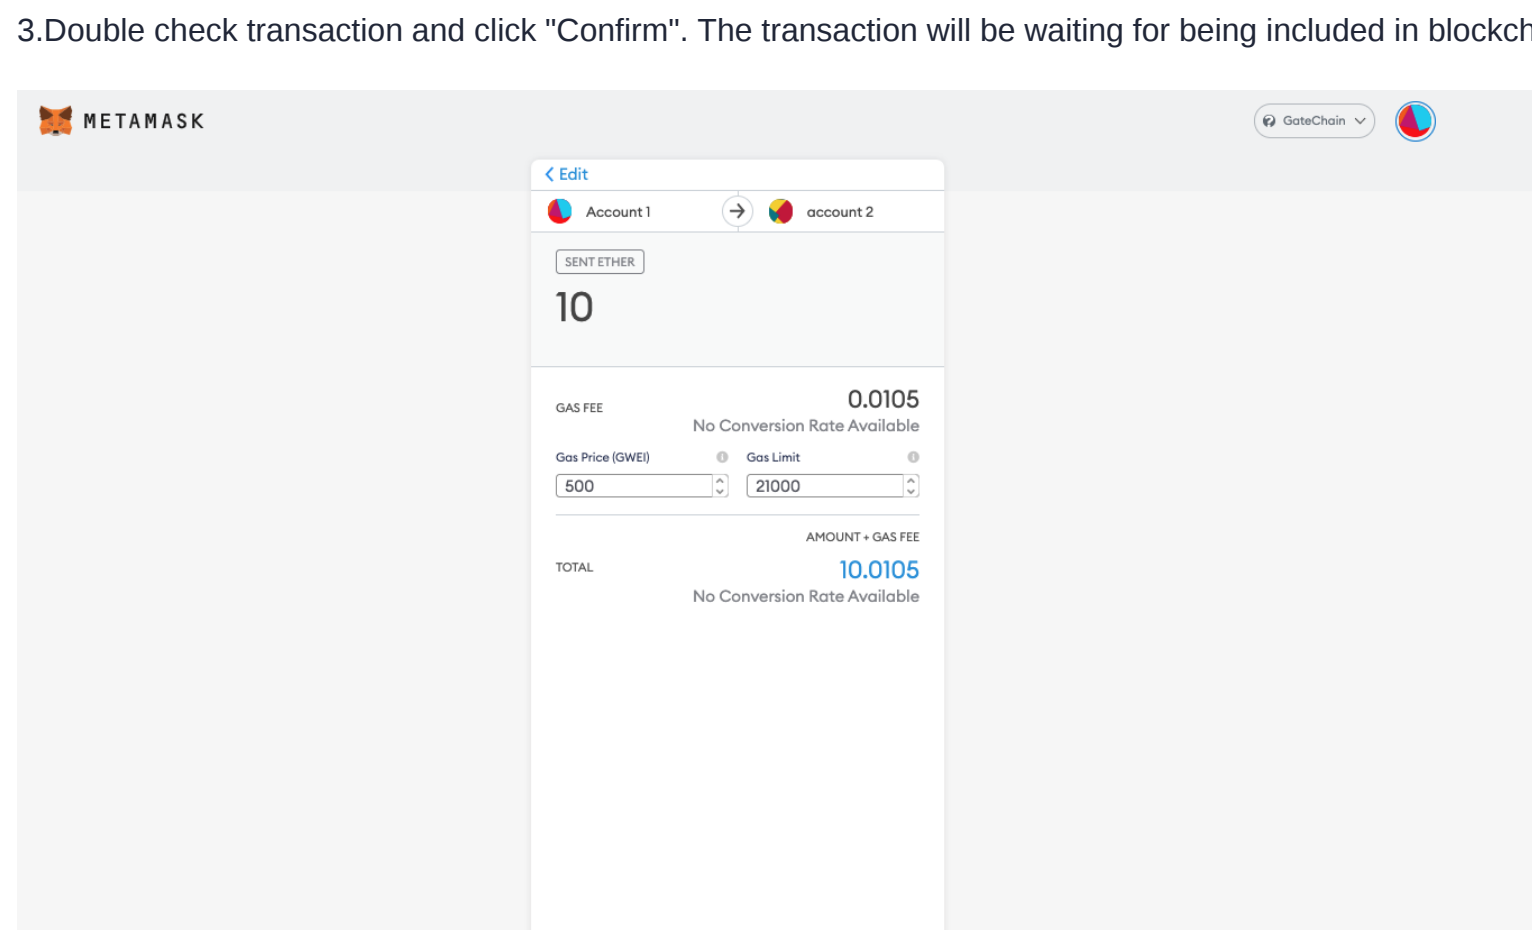 3.Double check transaction and click "Confirm". The transaction will be waiting for being included in blockch
METAMASK
GateChain
Edit
Account 1
account 2
SENT ETHER
10
GAS FEE
0.0105
No Conversion Rate Available
Gas Price (GWEI)
Gas Limit
500
21000
AMOUNT + GAS FEE
TOTAL
10.0105
No Conversion Rate Available